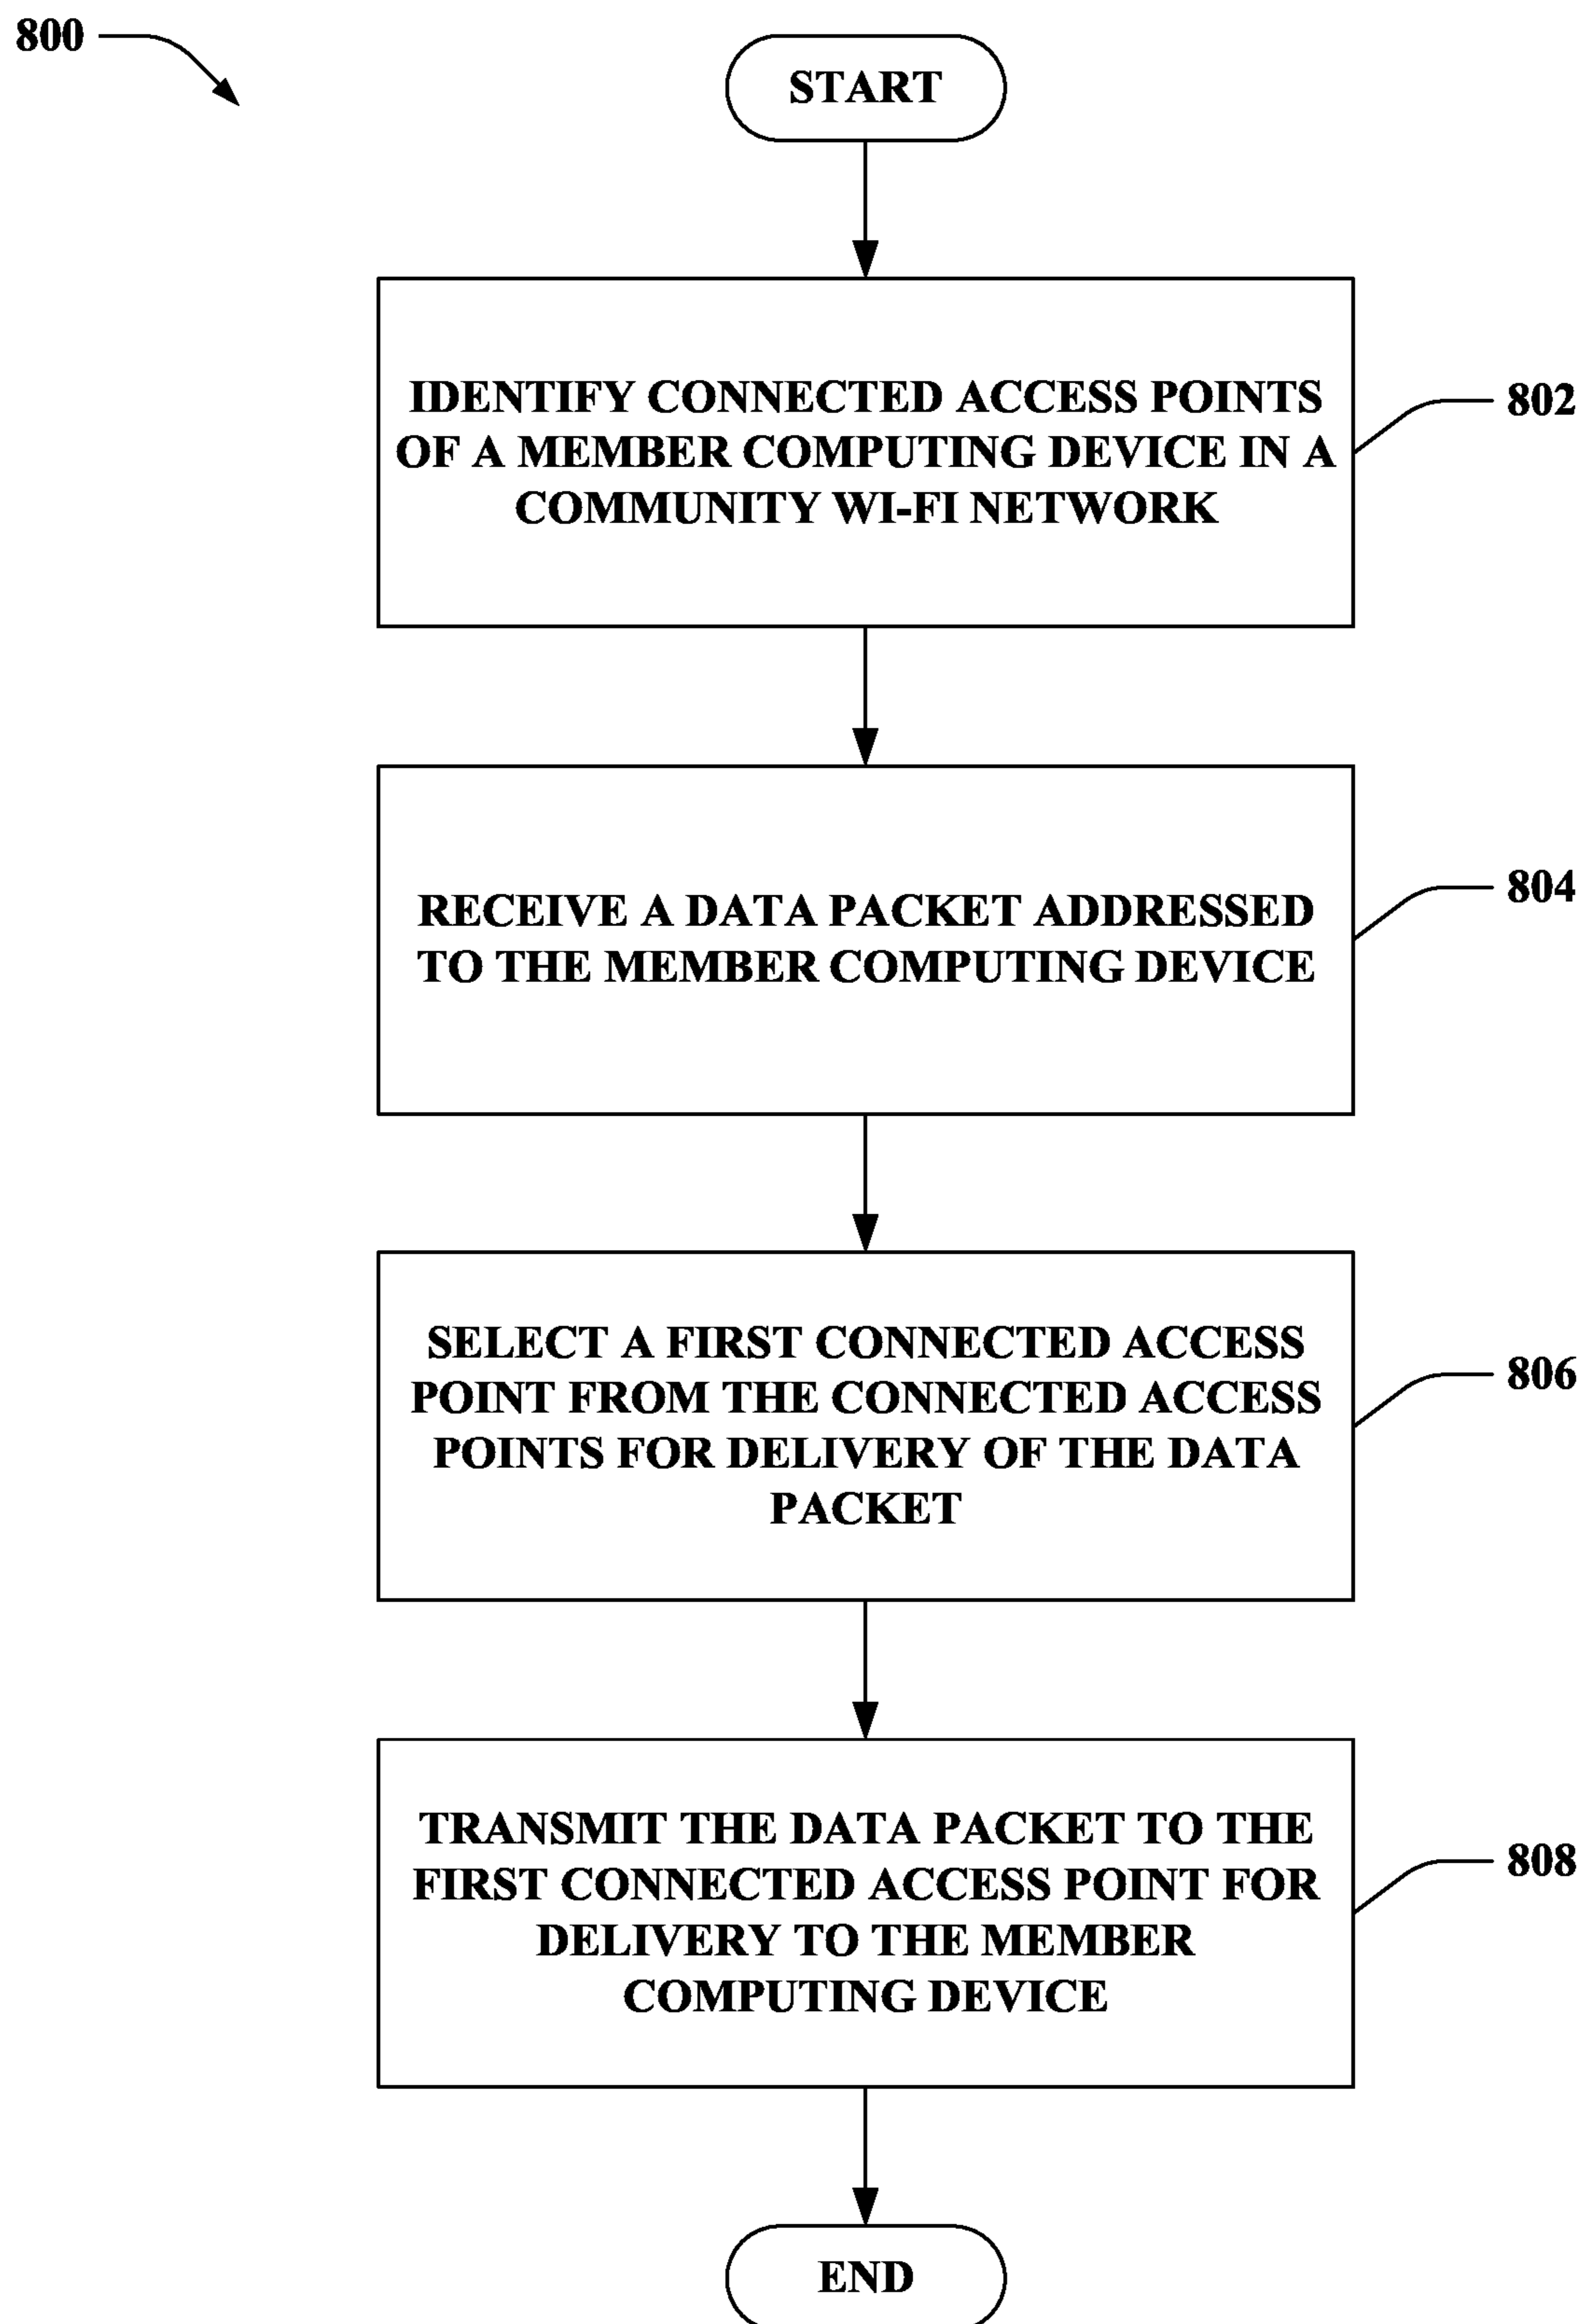 800
START
IDENTIFY CONNECTED ACCESS POINTS
OF A MEMBER COMPUTING DEVICE IN A
COMMUNITY WI-FI NETWORK
802
RECEIVE A DATA PACKET ADDRESSED
TO THE MEMBER COMPUTING DEVICE
804
SELECT A FIRST CONNECTED ACCESS
POINT FROM THE CONNECTED ACCESS
POINTS FOR DELIVERY OF THE DATA
PACKET
806
TRANSMIT THE DATA PACKET TO THE
FIRST CONNECTED ACCESS POINT FOR
DELIVERY TO THE MEMBER
COMPUTING DEVICE
808
END